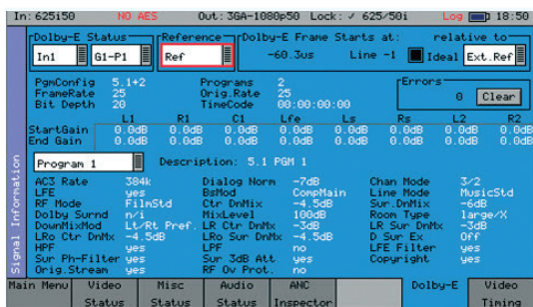 In: 625i50 NO AES Out: 3GA-1080p50 Lock: ✓ 625/50i Log 18:50
Dolby-E Status Reference Dolby-E Frame Starts at: relative to
In1 G1-P1 Ref -60.3us Line -1 Ideal Ext.Ref
PgmConfig 5.1+2 Programs 2 Errors
FrameRate 25 Orig.Rate 25 0 Clear
Bit Depth 20 TimeCode 00:00:00:00
L1 R1 C1 Lfe Ls Rs L2 R2
StartGain 0.0dB 0.0dB 0.0dB 0.0dB 0.0dB 0.0dB 0.0dB 0.0dB
End Gain 0.0dB 0.0dB 0.0dB 0.0dB 0.0dB 0.0dB 0.0dB 0.0dB
Signal Information
Program 1 Description: 5.1 PGM 1
AC3 Rate 384k Dialog Norm -7dB Chan Mode 3/2
LFE yes BsMod CompMain Line Mode MusicStd
RF Mode FilmStd Ctr DnMix -4.5dB Sur.DnMix -6dB
Dolby Surnd n/i MixLevel 100dB Room Type large/X
DownMixMod Lt/Rt Pref. LR Ctr DnMx -3dB LR Sur DnMx -3dB
LRo Ctr DnMx -4.5dB LRo Sur DnMx -4.5dB D Sur Ex Off
HPF yes LPF no LFE Filter yes
Sur Ph-Filter yes Sur 3dB Att yes Copyright yes
Orig.Stream yes RF Ov Prot. no
Main Menu Video Status Misc Status Audio Status ANC Inspector Dolby-E Video Timing